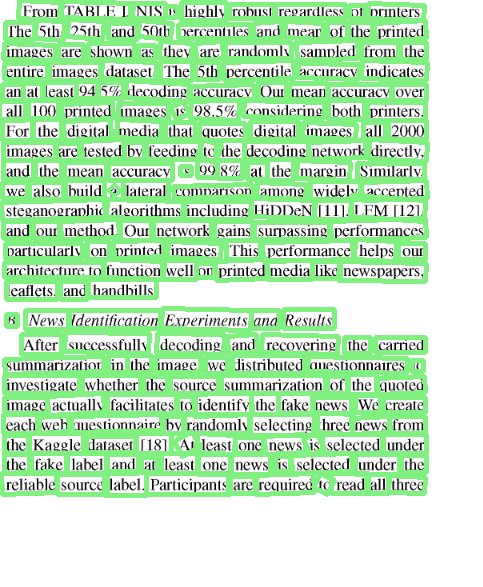 From TABLE I, NIS is highly robust regardless of printers.
The 5th, 25th, and 50th percentiles and mean of the printed
images are shown as they are randomly sampled from the
entire images dataset. The 5th percentile accuracy indicates
an at least 94.5% decoding accuracy. Our mean accuracy over
all 100 printed images is 98.5% considering both printers.
For the digital media that quotes digital images, all 2000
images are tested by feeding to the decoding network directly,
and the mean accuracy is 99.8% at the margin. Similarly,
we also build a lateral comparison among widely accepted
steganographic algorithms including HiDDeN [11], LFM [12],
and our method. Our network gains surpassing performances
particularly on printed images. This performance helps our
architecture to function well on printed media like newspapers,
leaflets, and handbills.
B. News Identification Experiments and Results
After successfully decoding and recovering the carried
summarization in the image, we distributed questionnaires to
investigate whether the source summarization of the quoted
image actually facilitates to identify the fake news. We create
each web questionnaire by randomly selecting three news from
the Kaggle dataset [18]. At least one news is selected under
the fake label and at least one news is selected under the
reliable source label. Participants are required to read all three